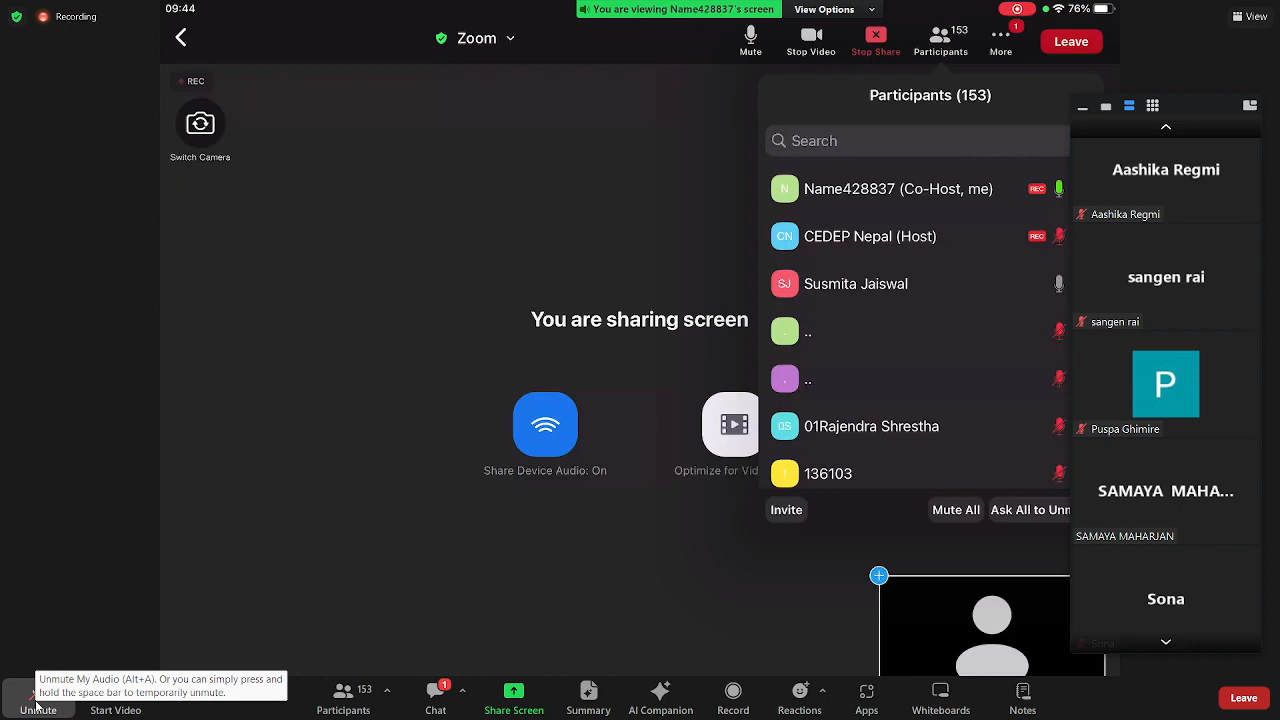 Recording
09:44
You are viewing Name428837's screen
View Options
76%
View
Zoom
Mute
Stop Video
Stop Share
Participants
153
More
1
Leave
REC
Switch Camera
Participants (153)
Search
N
Name428837 (Co-Host, me)
REC
CN
CEDEP Nepal (Host)
REC
SJ
Susmita Jaiswal
.
..
.
..
0S
01Rajendra Shrestha
1
136103
Invite
Mute All
Ask All to Unm
You are sharing screen
Share Device Audio: On
Optimize for Vid
Aashika Regmi
Aashika Regmi
sangen rai
sangen rai
P
Puspa Ghimire
SAMAYA MAHA...
SAMAYA MAHARJAN
Sona
Sona
Unmute My Audio (Alt+A). Or you can simply press and
hold the space bar to temporarily unmute.
Unmute
Start Video
153
Participants
1
Chat
Share Screen
Summary
AI Companion
Record
Reactions
Apps
Whiteboards
Notes
Leave